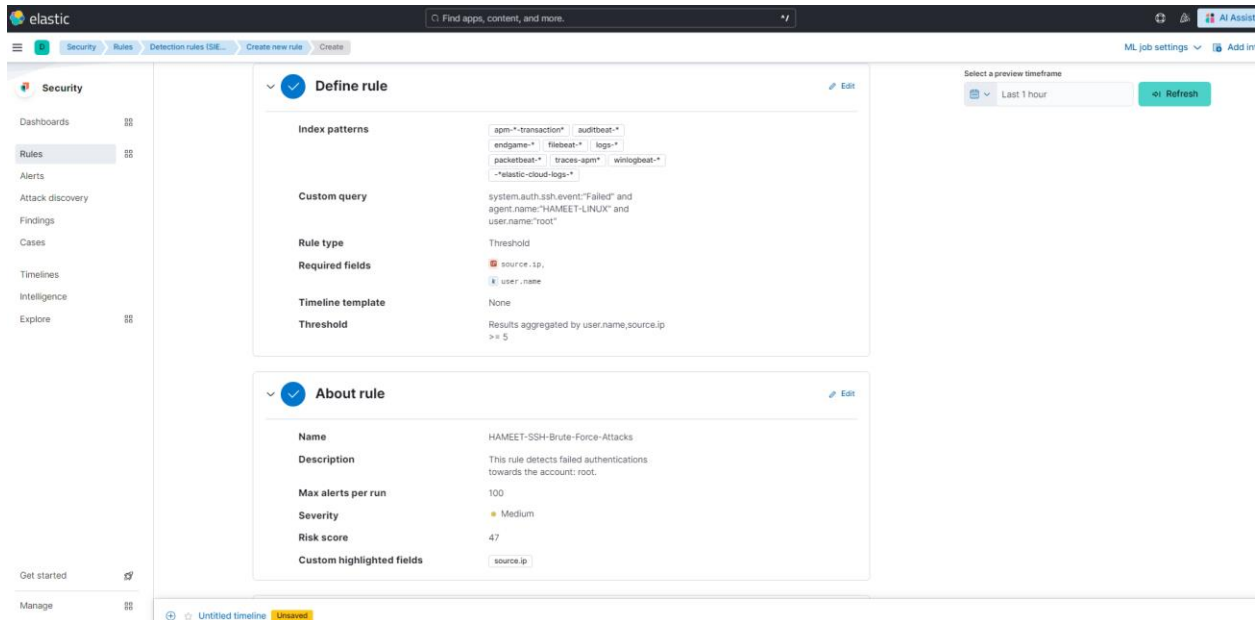 elastic
Find apps, content, and more.
*/
AI Assist
D
Security
Rules
Detection rules (SIE...
Create new rule
Create
ML job settings
Add in
Security
Dashboards
Rules
Alerts
Attack discovery
Findings
Cases
Timelines
Intelligence
Explore
Get started
Manage
Define rule
Edit
Index patterns
apm-*-transaction* auditbeat-*
endgame-* filebeat-* logs-*
packetbeat-* traces-apm* winlogbeat-*
-*elastic-cloud-logs-*
Custom query
system.auth.ssh.event:"Failed" and
agent.name:"HAMEET-LINUX" and
user.name:"root"
Rule type
Threshold
Required fields
source.ip,
user.name
Timeline template
None
Threshold
Results aggregated by user.name,source.ip
>= 5
About rule
Edit
Name
HAMEET-SSH-Brute-Force-Attacks
Description
This rule detects failed authentications
towards the account: root.
Max alerts per run
100
Severity
Medium
Risk score
47
Custom highlighted fields
source.ip
Select a preview timeframe
Last 1 hour
Refresh
Untitled timeline
Unsaved